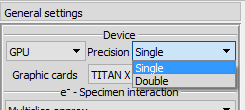 General settings
Device
GPU Precision Single
Single
Double
Graphic cards TITAN X
e⁻ - Specimen interaction